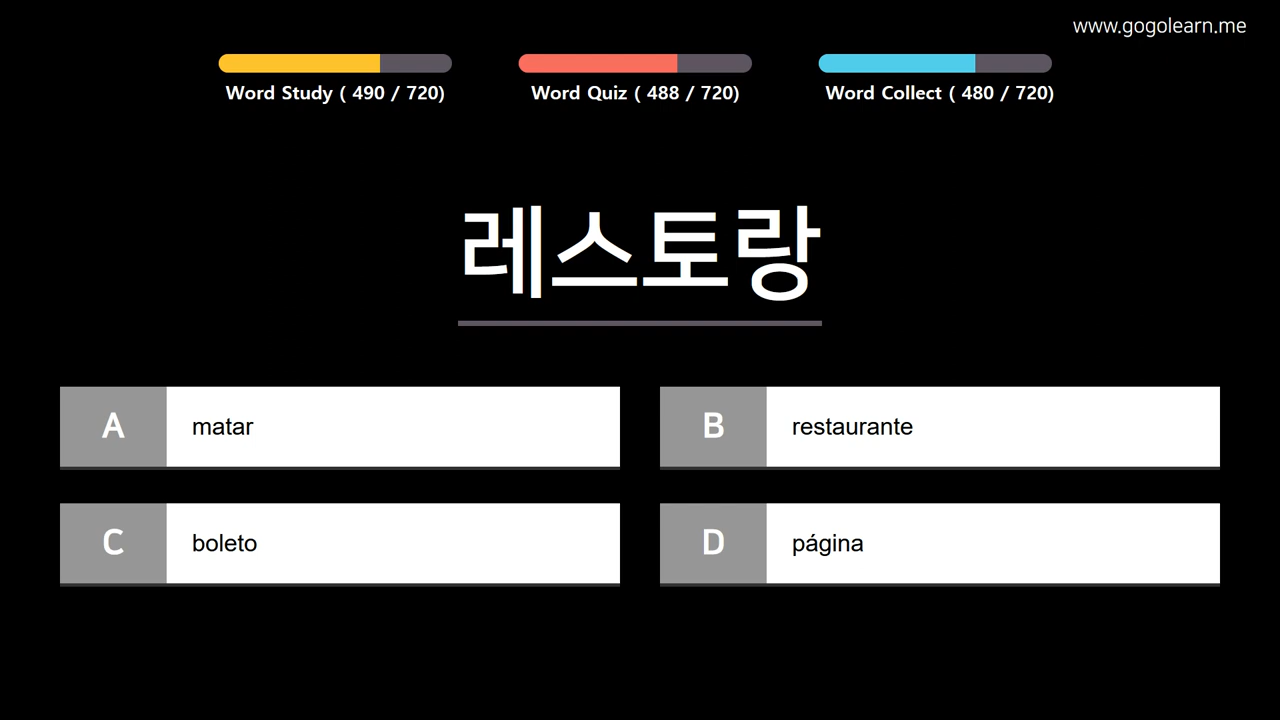 www.gogolearn.me
Word Study ( 490 / 720)
Word Quiz ( 488 / 720)
Word Collect ( 480 / 720)
레스토랑
A matar
B restaurante
C boleto
D página